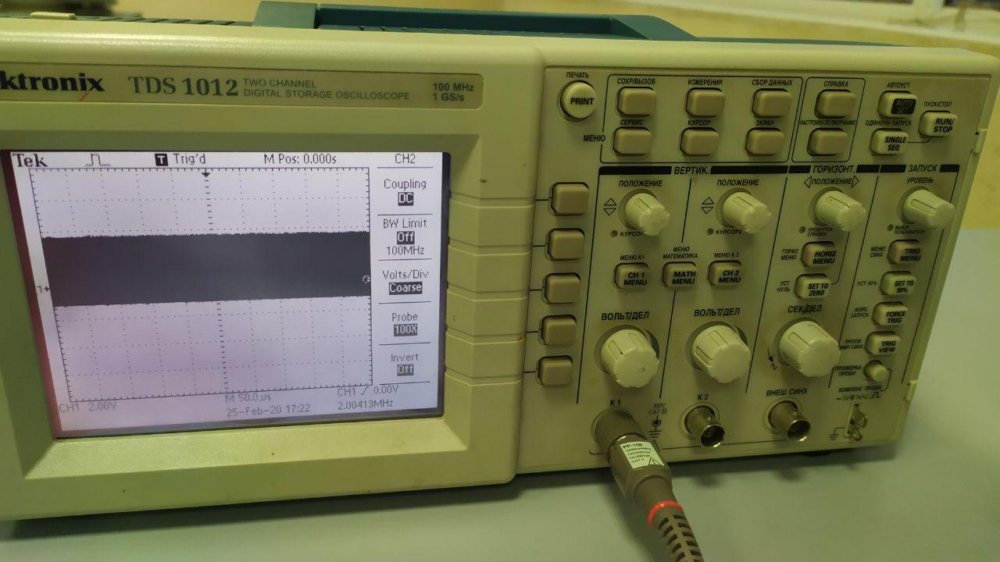 ktronix TDS 1012 TWO CHANNEL
DIGITAL STORAGE OSCILLOSCOPE
100 MHz
1 GS/s
Tek T Trig'd M Pos: 0.000s CH2
Coupling
DC
BW Limit
Off
100MHz
Volts/Div
Coarse
Probe
100X
Invert
Off
1
CH1 2.00V M 50.0µs CH1 / 0.00V
25-Feb-20 17:22 2.00413MHz
ПЕЧАТЬ
PRINT
СОХР/ВЫЗОВ ИЗМЕРЕНИЯ СБОР ДАННЫХ СПРАВКА АВТОУСТ
AUTO SET
ПУСК/СТОП
RUN/
STOP
МЕНЮ СЕРВИС КУРСОР ЭКРАН НАСТРОЙКА ПО УМОЛЧАНИЮ ОДИНОЧН ЗАПУСК
SINGLE
SEQ
ВЕРТИК. ГОРИЗОНТ. ЗАПУСК
ПОЛОЖЕНИЕ ПОЛОЖЕНИЕ ПОЛОЖЕНИЕ УРОВЕНЬ
КУРСОР КУРСОР2 ПРОКРУТКА
СПРАВКИ
ВЫБОР
ПОЛЬЗОВАТЕЛЯ
МЕНЮ К1 МЕНЮ
МАТЕМАТИКА МЕНЮ К 2 ГОРИЗ
МЕНЮ МЕНЮ
СИНХ
CH 1
MENU MATH
MENU CH 2
MENU HORIZ
MENU TRIG
MENU
УСТ
НУЛЬ SET TO
ZERO УСТ 50% SET TO
50%
ВОЛЬТ/ДЕЛ ВОЛЬТ/ДЕЛ СЕК/ДЕЛ
ФОРС
ЗАПУСК FORCE
TRIG
ПРОСМ
ИМП СИНХ TRIG
VIEW
ПРОВЕРКА
ПРОБН
К 1 300V
CAT II К 2 ВНЕШ СИНХ КОМПЕНС ПРОБН
~5V@1kHz
PP-150
CAT II